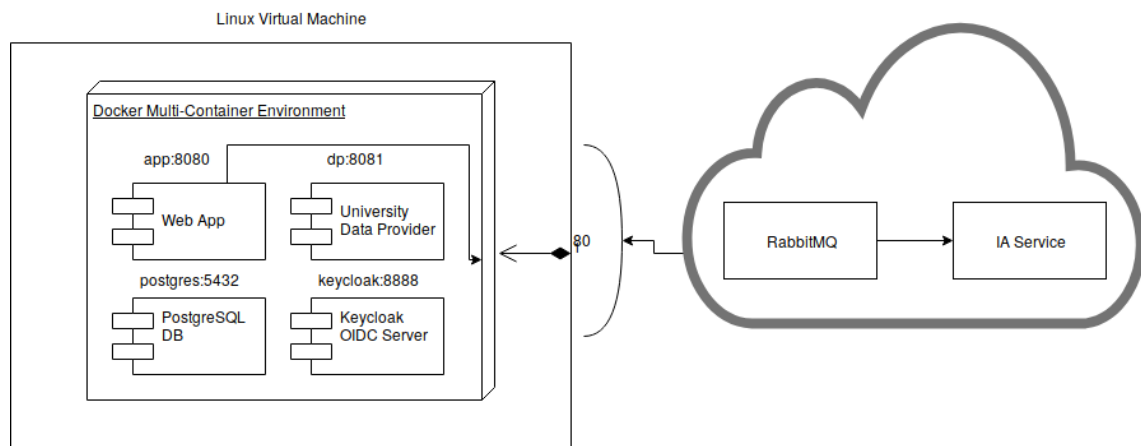 Linux Virtual Machine
Docker Multi-Container Environment
app:8080
dp:8081
Web App
University
Data Provider
postgres:5432
keycloak:8888
PostgreSQL
DB
Keycloak
OIDC Server
80
1
RabbitMQ
IA Service